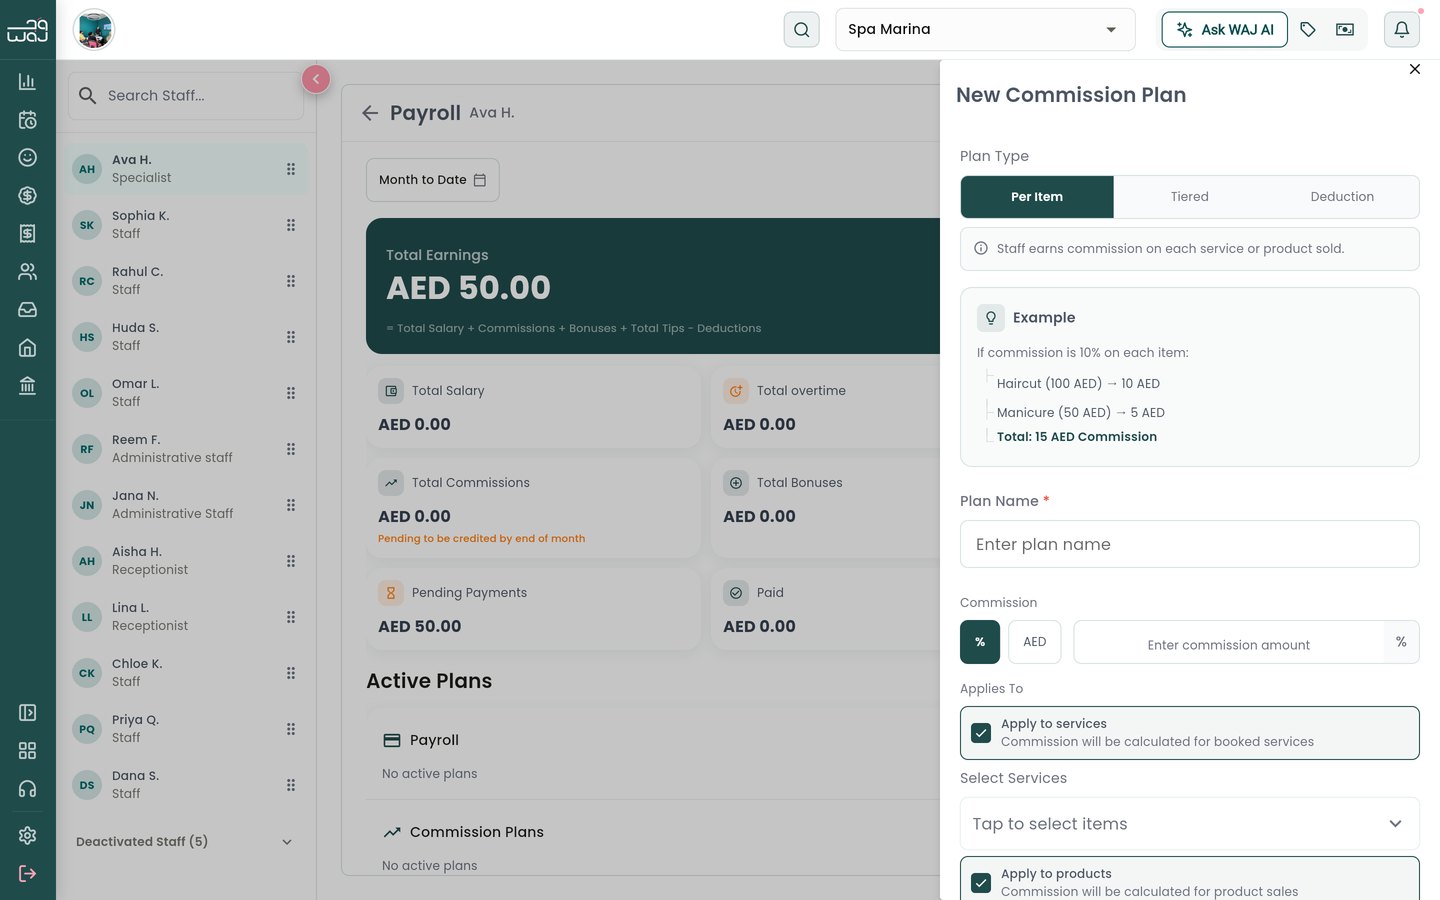 waj
Spa Marina
Ask WAJ AI
Search Staff...
AH
Ava H.
Specialist
SK
Sophia K.
Staff
RC
Rahul C.
Staff
HS
Huda S.
Staff
OL
Omar L.
Staff
RF
Reem F.
Administrative staff
JN
Jana N.
Administrative Staff
AH
Aisha H.
Receptionist
LL
Lina L.
Receptionist
CK
Chloe K.
Staff
PQ
Priya Q.
Staff
DS
Dana S.
Staff
Deactivated Staff (5)
Payroll Ava H.
Month to Date
Total Earnings
AED 50.00
= Total Salary + Commissions + Bonuses + Total Tips - Deductions
Total Salary
AED 0.00
Total overtime
AED 0.00
Total Commissions
AED 0.00
Pending to be credited by end of month
Total Bonuses
AED 0.00
Pending Payments
AED 50.00
Paid
AED 0.00
Active Plans
Payroll
No active plans
Commission Plans
No active plans
New Commission Plan
Plan Type
Per Item
Tiered
Deduction
Staff earns commission on each service or product sold.
Example
If commission is 10% on each item:
Haircut (100 AED) → 10 AED
Manicure (50 AED) → 5 AED
Total: 15 AED Commission
Plan Name *
Enter plan name
Commission
%
AED
Enter commission amount
%
Applies To
Apply to services
Commission will be calculated for booked services
Select Services
Tap to select items
Apply to products
Commission will be calculated for product sales